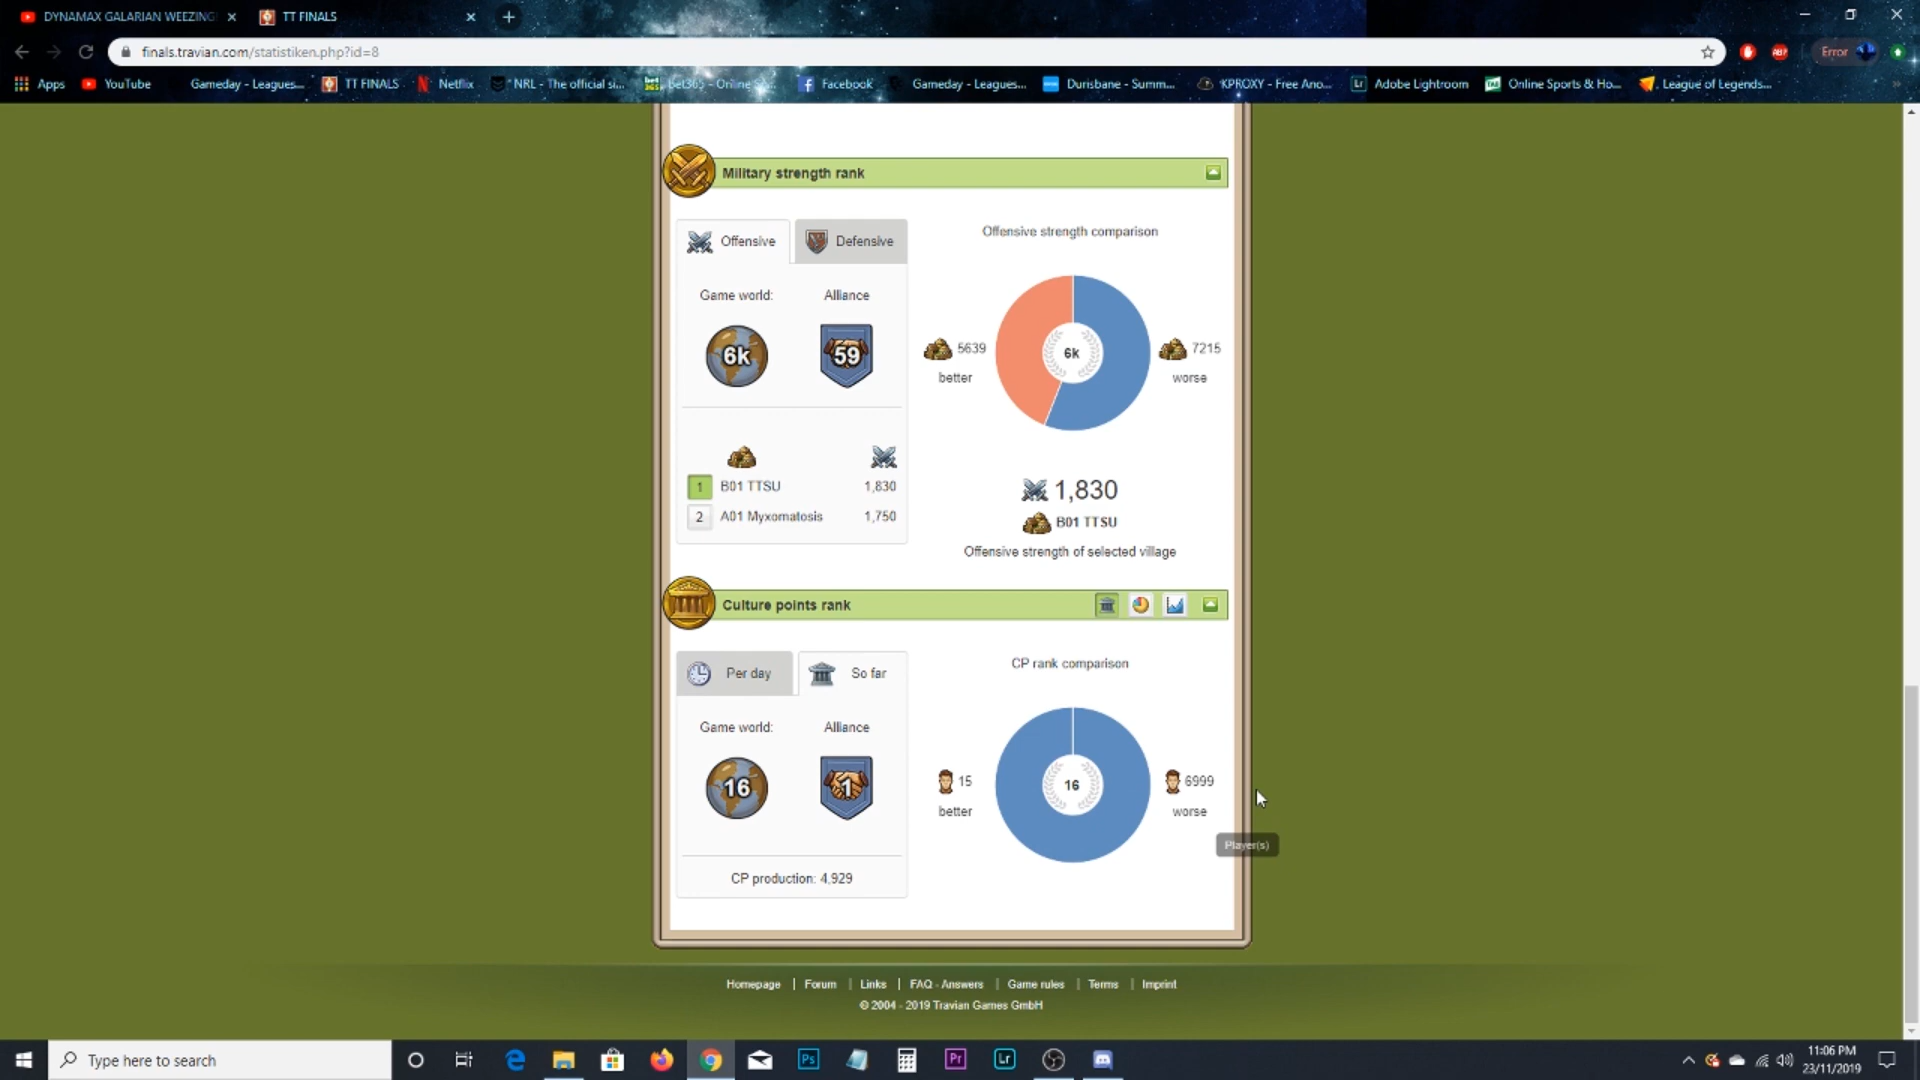 DYNAMAX GALARIAN WEEZING
TT FINALS
finals.travian.com/statistiken.php?id=8
Error
Apps YouTube Gameday - Leagues... TT FINALS Netflix NRL - The official si... bet365 - Online Sp... Facebook Gameday - Leagues... Durisbane - Summ... KPROXY - Free Ano... Adobe Lightroom Online Sports & Ho... League of Legends...
Military strength rank
Offensive Defensive
Offensive strength comparison
Game world: Alliance
6k 59
5639 better
6k
7215 worse
1 B01 TTSU 1,830
2 A01 Myxomatosis 1,750
1,830
B01 TTSU
Offensive strength of selected village
Culture points rank
Per day So far
CP rank comparison
Game world: Alliance
16 1
15 better
16
6999 worse
Player(s)
CP production: 4,929
Homepage | Forum | Links | FAQ - Answers | Game rules | Terms | Imprint
© 2004 - 2019 Travian Games GmbH
Type here to search
11:06 PM
23/11/2019